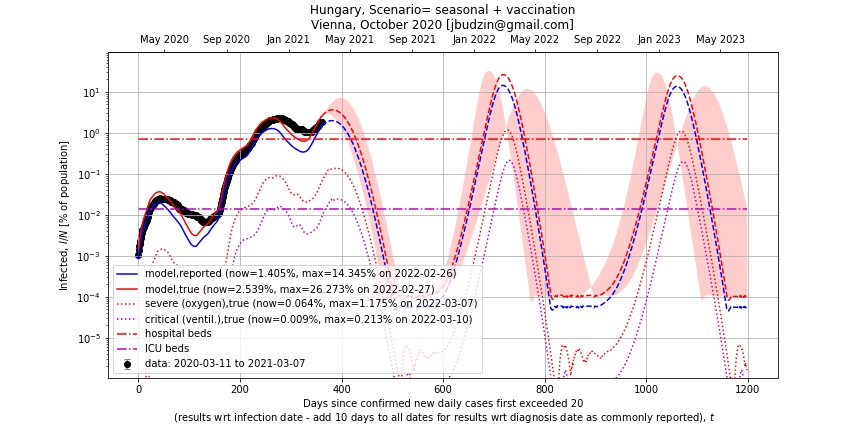 Hungary, Scenario= seasonal + vaccination
Vienna, October 2020 [jbudzin@gmail.com]
May 2020 Sep 2020 Jan 2021 May 2021 Sep 2021 Jan 2022 May 2022 Sep 2022 Jan 2023 May 2023
10¹
10⁰
10⁻¹
10⁻²
10⁻³
10⁻⁴
10⁻⁵
Infected, I/N [% of population]
model,reported (now=1.405%, max=14.345% on 2022-02-26)
model,true (now=2.539%, max=26.273% on 2022-02-27)
severe (oxygen),true (now=0.064%, max=1.175% on 2022-03-07)
critical (ventil.),true (now=0.009%, max=0.213% on 2022-03-10)
hospital beds
ICU beds
data: 2020-03-11 to 2021-03-07
0 200 400 600 800 1000 1200
Days since confirmed new daily cases first exceeded 20
(results wrt infection date - add 10 days to all dates for results wrt diagnosis date as commonly reported), t